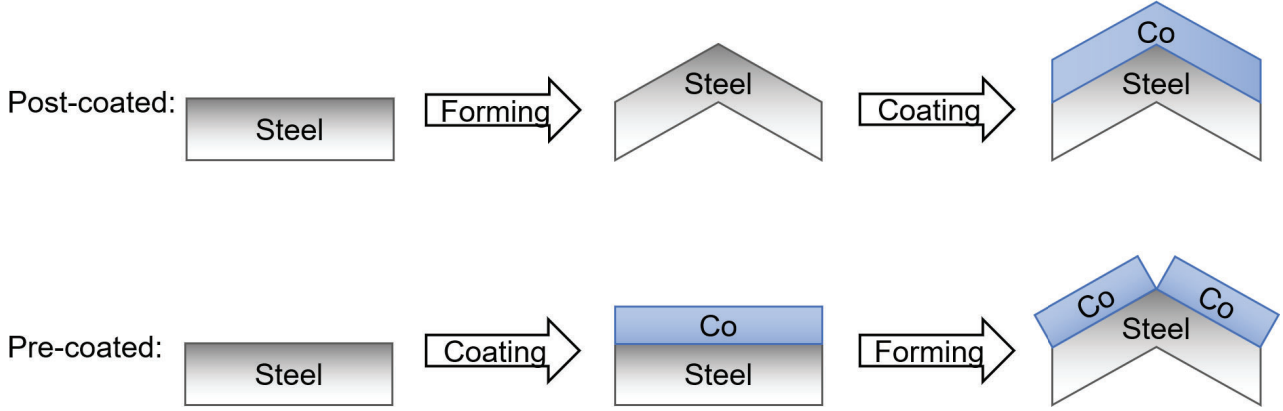 Post-coated:
Steel
Forming
Steel
Coating
Co
Steel
Pre-coated:
Steel
Coating
Co
Steel
Forming
Co
Co
Steel